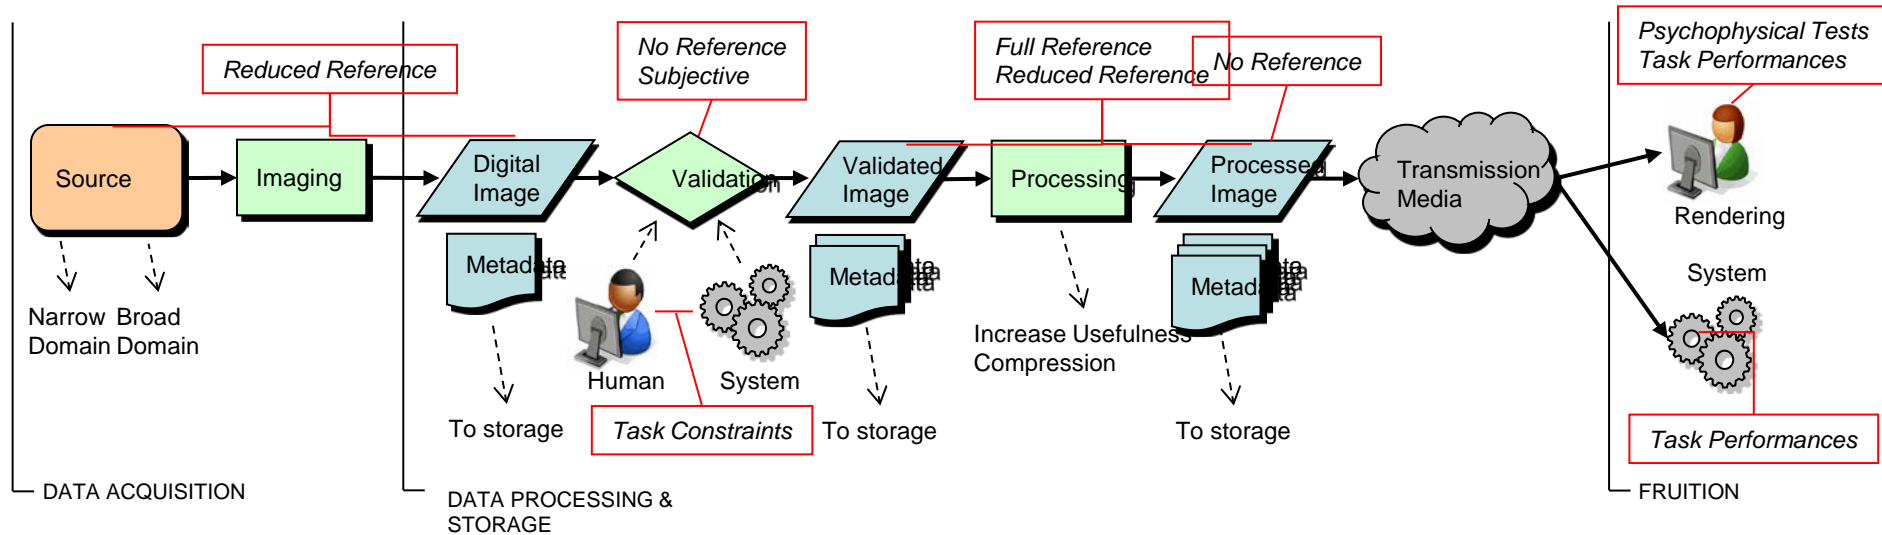 Reduced Reference
No Reference
Subjective
Full Reference
Reduced Reference
No Reference
Psychophysical Tests
Task Performances
Source
Imaging
Digital
Image
Validation
Validated
Image
Processing
Processed
Image
Transmission
Media
Rendering
Metadata
Metadata
Metadata
System
Narrow Broad
Domain Domain
Human
System
Increase Usefulness
Compression
To storage
Task Constraints
To storage
To storage
Task Performances
DATA ACQUISITION
DATA PROCESSING &
STORAGE
FRUITION